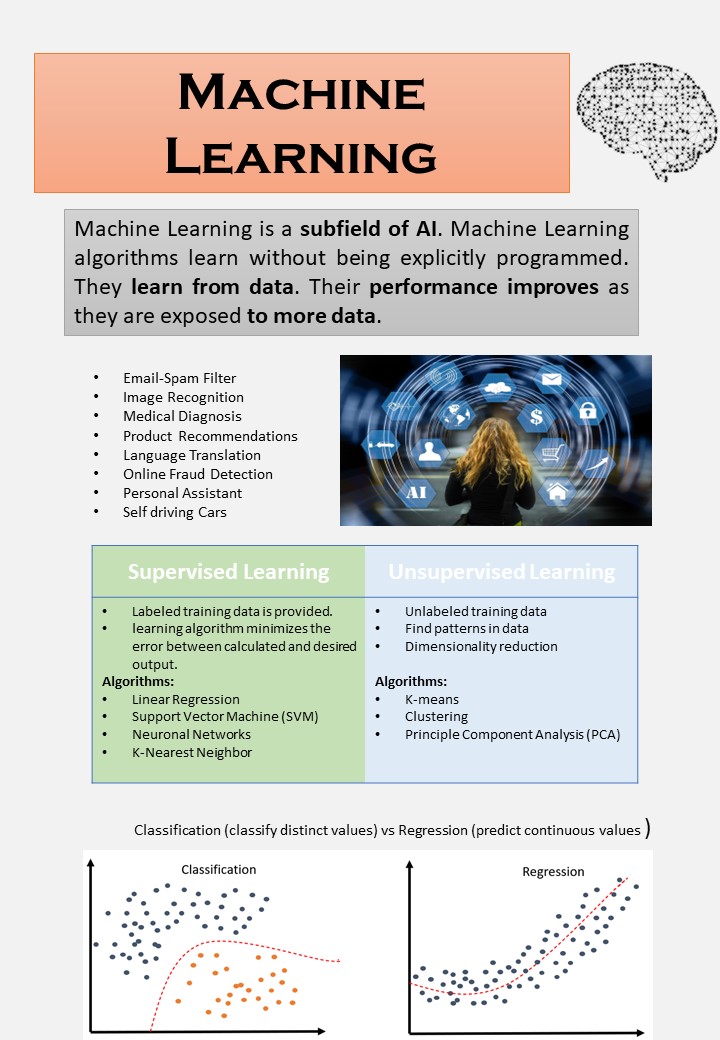 MACHINE
LEARNING
Machine Learning is a subfield of AI. Machine Learning
algorithms learn without being explicitly programmed.
They learn from data. Their performance improves as
they are exposed to more data.
• Email-Spam Filter
• Image Recognition
• Medical Diagnosis
• Product Recommendations
• Language Translation
• Online Fraud Detection
• Personal Assistant
• Self driving Cars
$
AI
Supervised Learning
• Labeled training data is provided.
• learning algorithm minimizes the
error between calculated and desired
output.
Algorithms:
• Linear Regression
• Support Vector Machine (SVM)
• Neuronal Networks
• K-Nearest Neighbor
Unsupervised Learning
• Unlabeled training data
• Find patterns in data
• Dimensionality reduction
Algorithms:
• K-means
• Clustering
• Principle Component Analysis (PCA)
Classification (classify distinct values) vs Regression (predict continuous values )
Classification
Regression